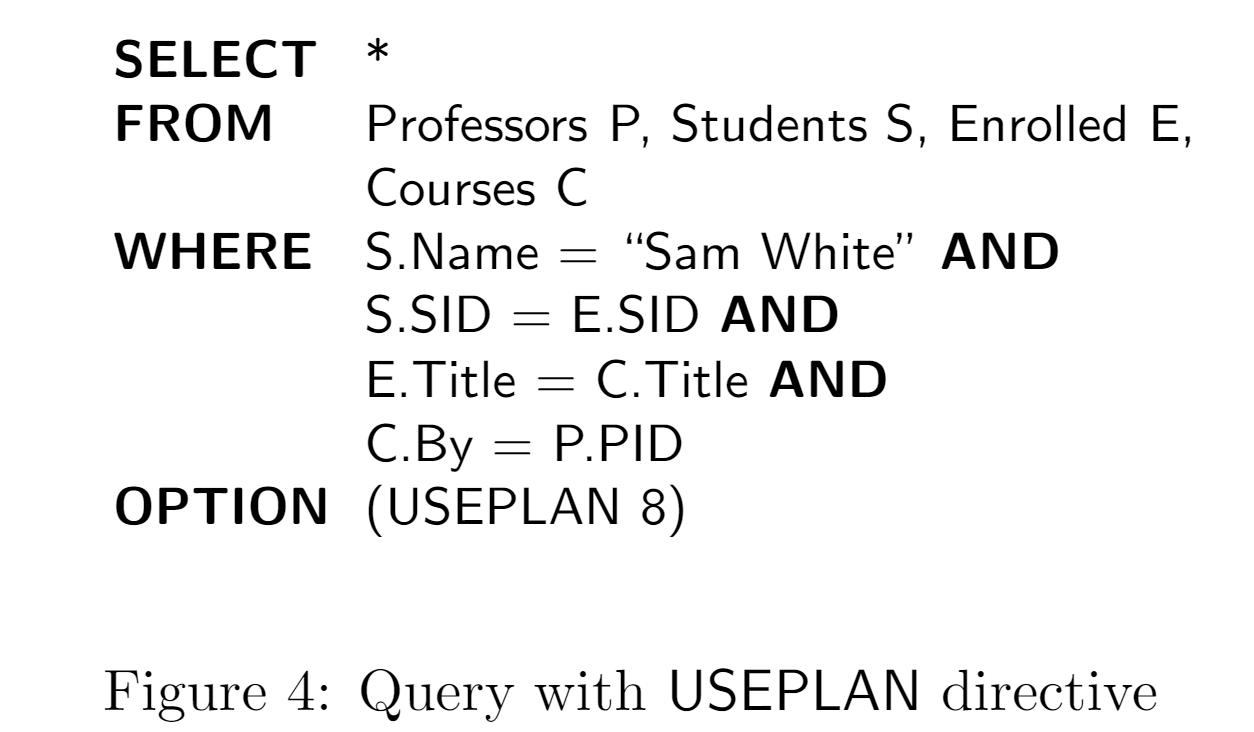 SELECT *
FROM Professors P, Students S, Enrolled E,
Courses C
WHERE S.Name = “Sam White” AND
S.SID = E.SID AND
E.Title = C.Title AND
C.By = P.PID
OPTION (USEPLAN 8)
Figure 4: Query with USEPLAN directive